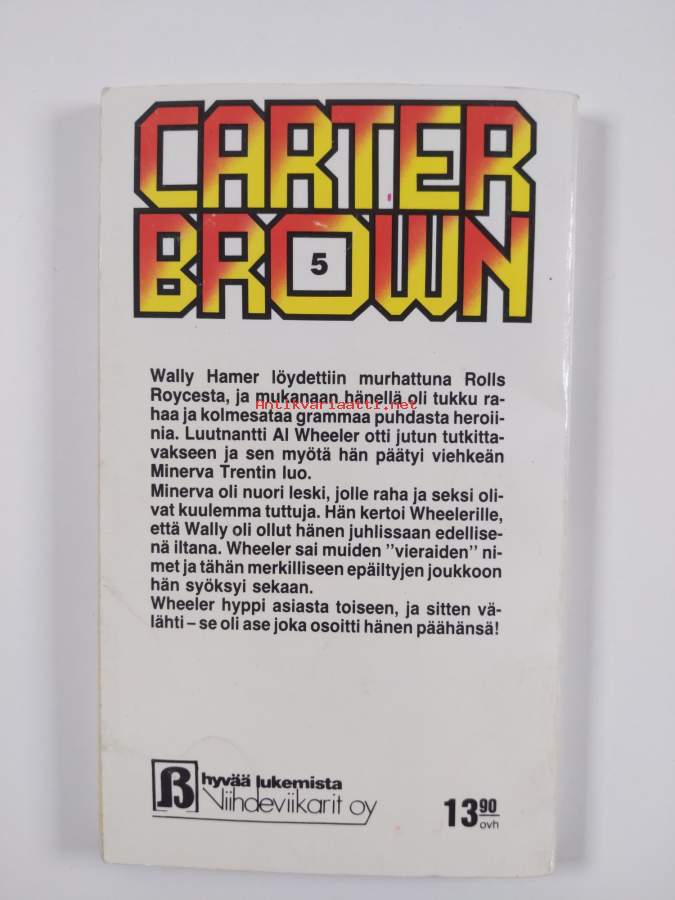 CARTER
BROWN
5
Wally Hamer löydettiin murhattuna Rolls
Roycesta, ja mukanaan hänellä oli tukku ra-
Antikvariaatti.net
haa ja kolmesataa grammaa puhdasta heroii-
nia. Luutnantti Al Wheeler otti jutun tutkitta-
vakseen ja sen myötä hän päätyi viehkeän
Minerva Trentin luo.
Minerva oli nuori leski, jolle raha ja seksi oli-
vat kuulemma tuttuja. Hän kertoi Wheelerille,
että Wally oli ollut hänen juhlissaan edellise-
nä iltana. Wheeler sai muiden "vieraiden" ni-
met ja tähän merkilliseen epäiltyjen joukkoon
hän syöksyi sekaan.
Wheeler hyppi asiasta toiseen, ja sitten vä-
lähti – se oli ase joka osoitti hänen päähänsä!
hyvää lukemista
Viihdeviikarit oy
13 90
ovh